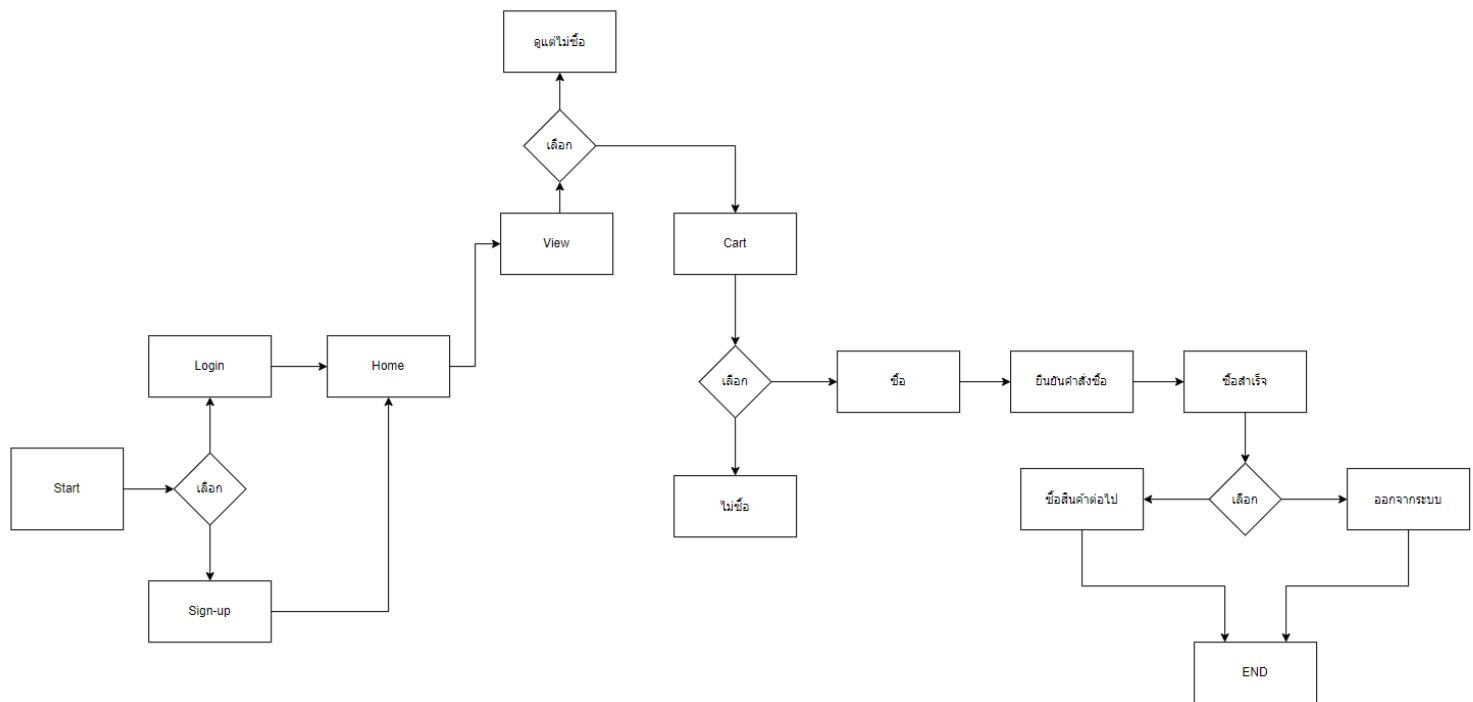 ดูแต่ไม่ซื้อ
เลือก
View
Cart
Login
Home
เลือก
ซื้อ
ยืนยันคำสั่งซื้อ
ซื้อสำเร็จ
Start
เลือก
ไม่ซื้อ
ซื้อสินค้าต่อไป
เลือก
ออกจากระบบ
Sign-up
END